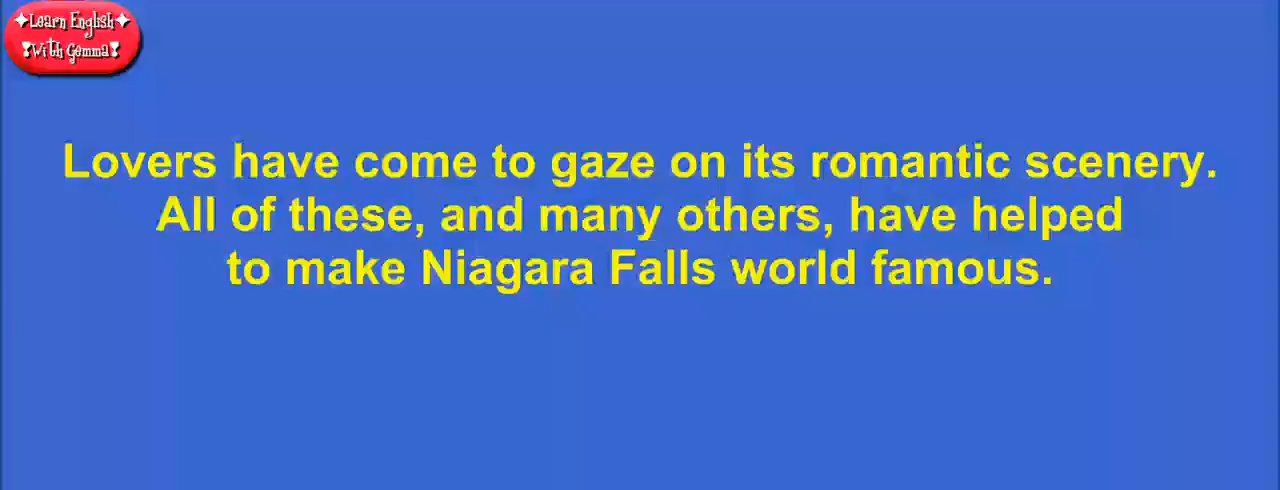 ✦Learn English✦
❣With Gemma❣
Lovers have come to gaze on its romantic scenery.
All of these, and many others, have helped
to make Niagara Falls world famous.